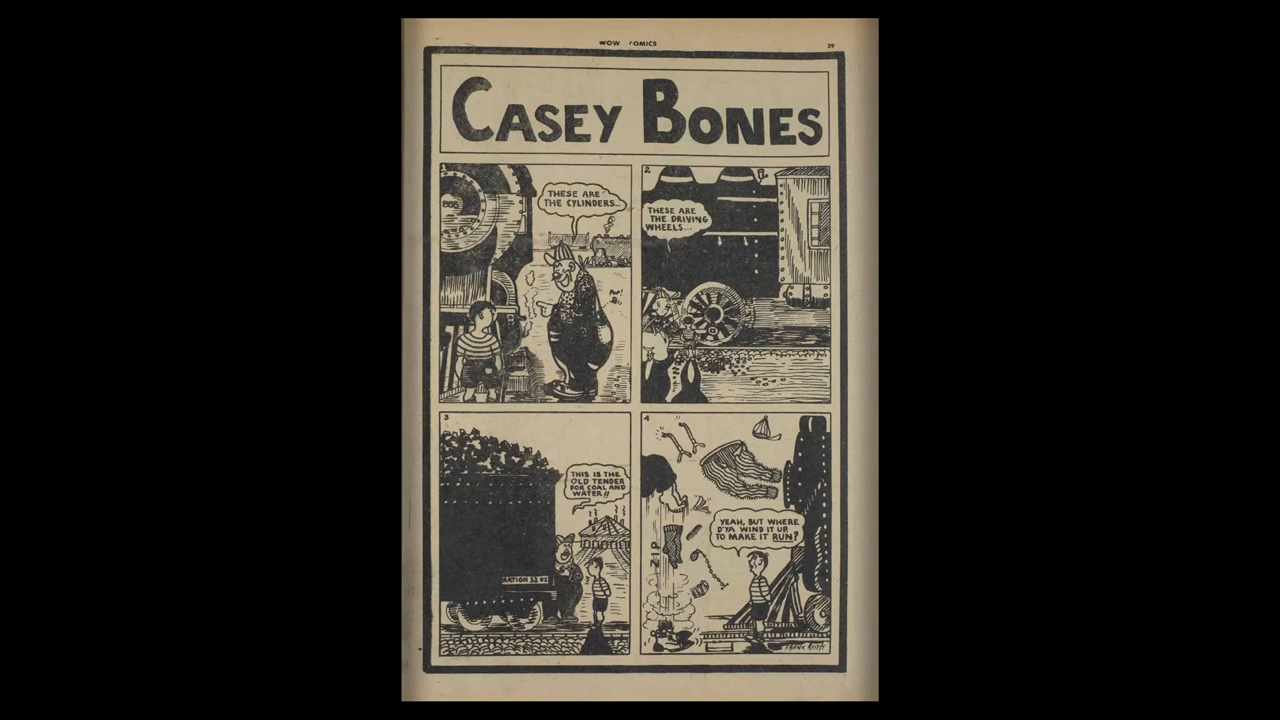 WOW COMICS
29
CASEY BONES
1
THESE ARE
THE CYLINDERS...
2
THESE ARE
THE DRIVING
WHEELS...
3
THIS IS THE
OLD TENDER
FOR COAL AND
WATER!!
4
ZIP
YEAH, BUT WHERE
D'YA WIND IT UP
TO MAKE IT RUN?